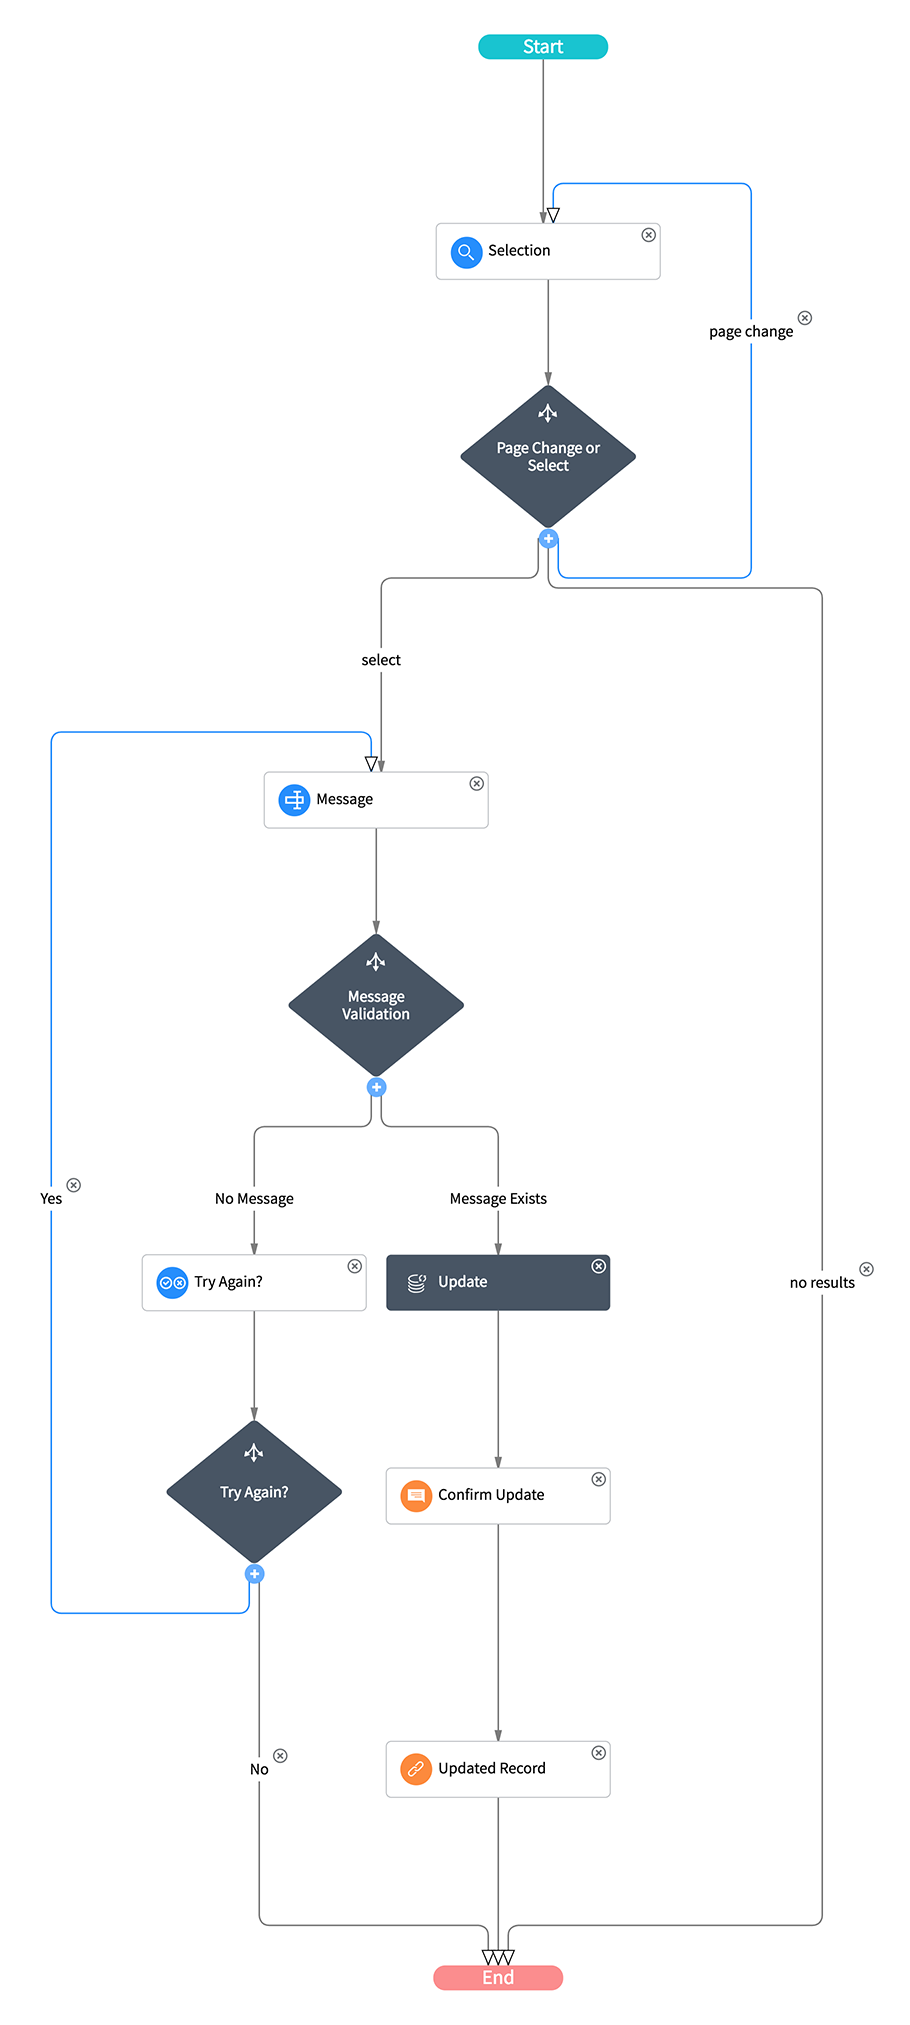 Start
Selection
page change
Page Change or
Select
select
Message
Message
Validation
Yes
No Message
Message Exists
Try Again?
Update
no results
Try Again?
Confirm Update
No
Updated Record
End